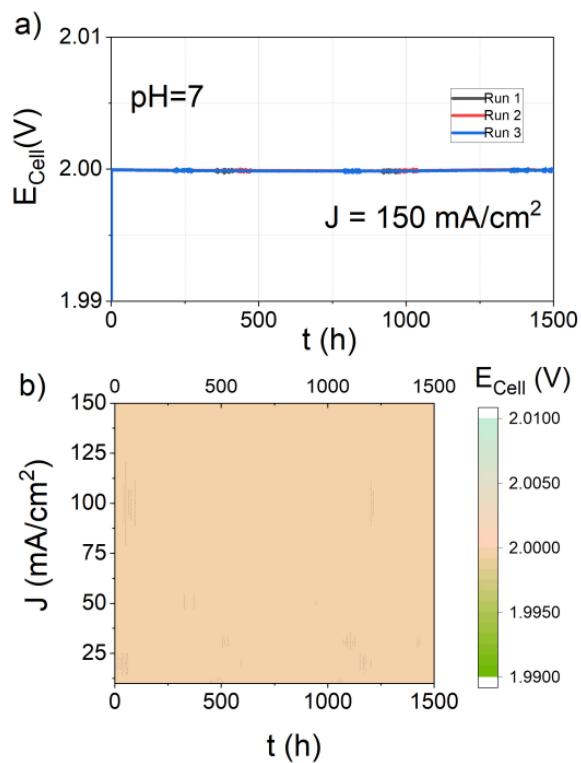 a)
2.01
2.00
1.99
E_Cell(V)
pH=7
Run 1
Run 2
Run 3
J = 150 mA/cm²
0 500 1000 1500
t (h)
b)
0 500 1000 1500
E_Cell (V)
150
125
100
75
50
25
J (mA/cm²)
2.0100
2.0050
2.0000
1.9950
1.9900
0 500 1000 1500
t (h)